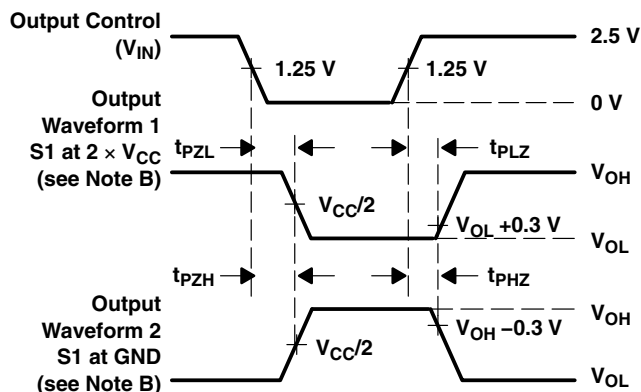 Output Control
(VIN)
2.5 V
1.25 V
1.25 V
0 V
Output
Waveform 1
S1 at 2 × VCC
(see Note B)
tPZL
tPLZ
VOH
VCC/2
VOL +0.3 V
VOL
tPZH
tPHZ
Output
Waveform 2
S1 at GND
(see Note B)
VOH
VOH −0.3 V
VCC/2
VOL